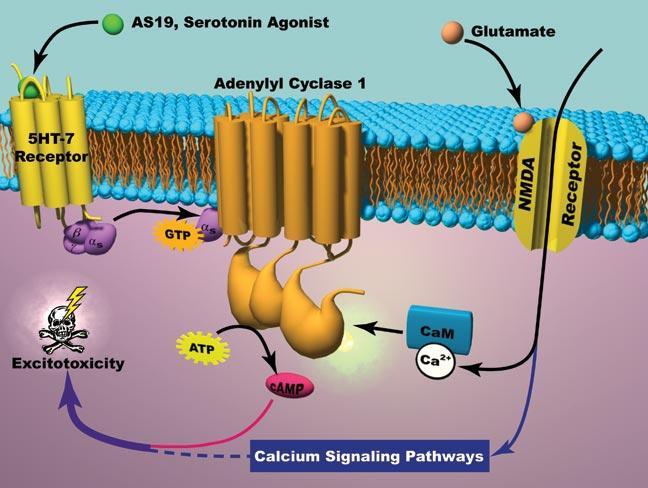 AS19, Serotonin Agonist
Glutamate
Adenylyl Cyclase 1
5HT-7
Receptor
NMDA
Receptor
β
γ
αs
GTP
αs
ATP
cAMP
CaM
Ca²⁺
Excitotoxicity
Calcium Signaling Pathways